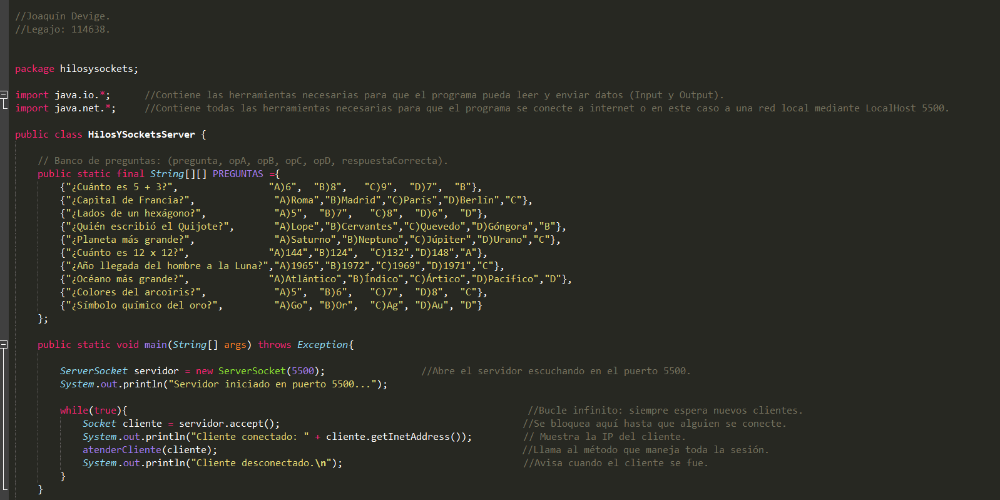 //Joaquín Devige.
//Legajo: 114638.
package hilosysockets;
import java.io.*;      //Contiene las herramientas necesarias para que el programa pueda leer y enviar datos (Input y Output).
import java.net.*;     //Contiene todas las herramientas necesarias para que el programa se conecte a internet o en este caso a una red local mediante LocalHost 5500.
public class HilosYSocketsServer {
    // Banco de preguntas: (pregunta, opA, opB, opC, opD, respuestaCorrecta).
    public static final String[][] PREGUNTAS ={
        {"¿Cuánto es 5 + 3?",                "A)6",  "B)8",   "C)9",  "D)7",  "B"},
        {"¿Capital de Francia?",              "A)Roma","B)Madrid","C)París","D)Berlín","C"},
        {"¿Lados de un hexágono?",            "A)5",  "B)7",   "C)8",  "D)6",  "D"},
        {"¿Quién escribió el Quijote?",       "A)Lope","B)Cervantes","C)Quevedo","D)Góngora","B"},
        {"¿Planeta más grande?",              "A)Saturno","B)Neptuno","C)Júpiter","D)Urano","C"},
        {"¿Cuánto es 12 x 12?",              "A)144","B)124",  "C)132","D)148","A"},
        {"¿Año llegada del hombre a la Luna?","A)1965","B)1972","C)1969","D)1971","C"},
        {"¿Océano más grande?",              "A)Atlántico","B)Índico","C)Ártico","D)Pacífico","D"},
        {"¿Colores del arcoíris?",            "A)5",  "B)6",   "C)7",  "D)8",  "C"},
        {"¿Símbolo químico del oro?",         "A)Go", "B)Or",  "C)Ag", "D)Au", "D"}
    };
    public static void main(String[] args) throws Exception{
        ServerSocket servidor = new ServerSocket(5500);                 //Abre el servidor escuchando en el puerto 5500.
        System.out.println("Servidor iniciado en puerto 5500...");
        while(true){                                                                       //Bucle infinito: siempre espera nuevos clientes.
            Socket cliente = servidor.accept();                                           //Se bloquea aquí hasta que alguien se conecte.
            System.out.println("Cliente conectado: " + cliente.getInetAddress());         // Muestra la IP del cliente.
            atenderCliente(cliente);                                                      //Llama al método que maneja toda la sesión.
            System.out.println("Cliente desconectado.\n");                                //Avisa cuando el cliente se fue.
        }
    }